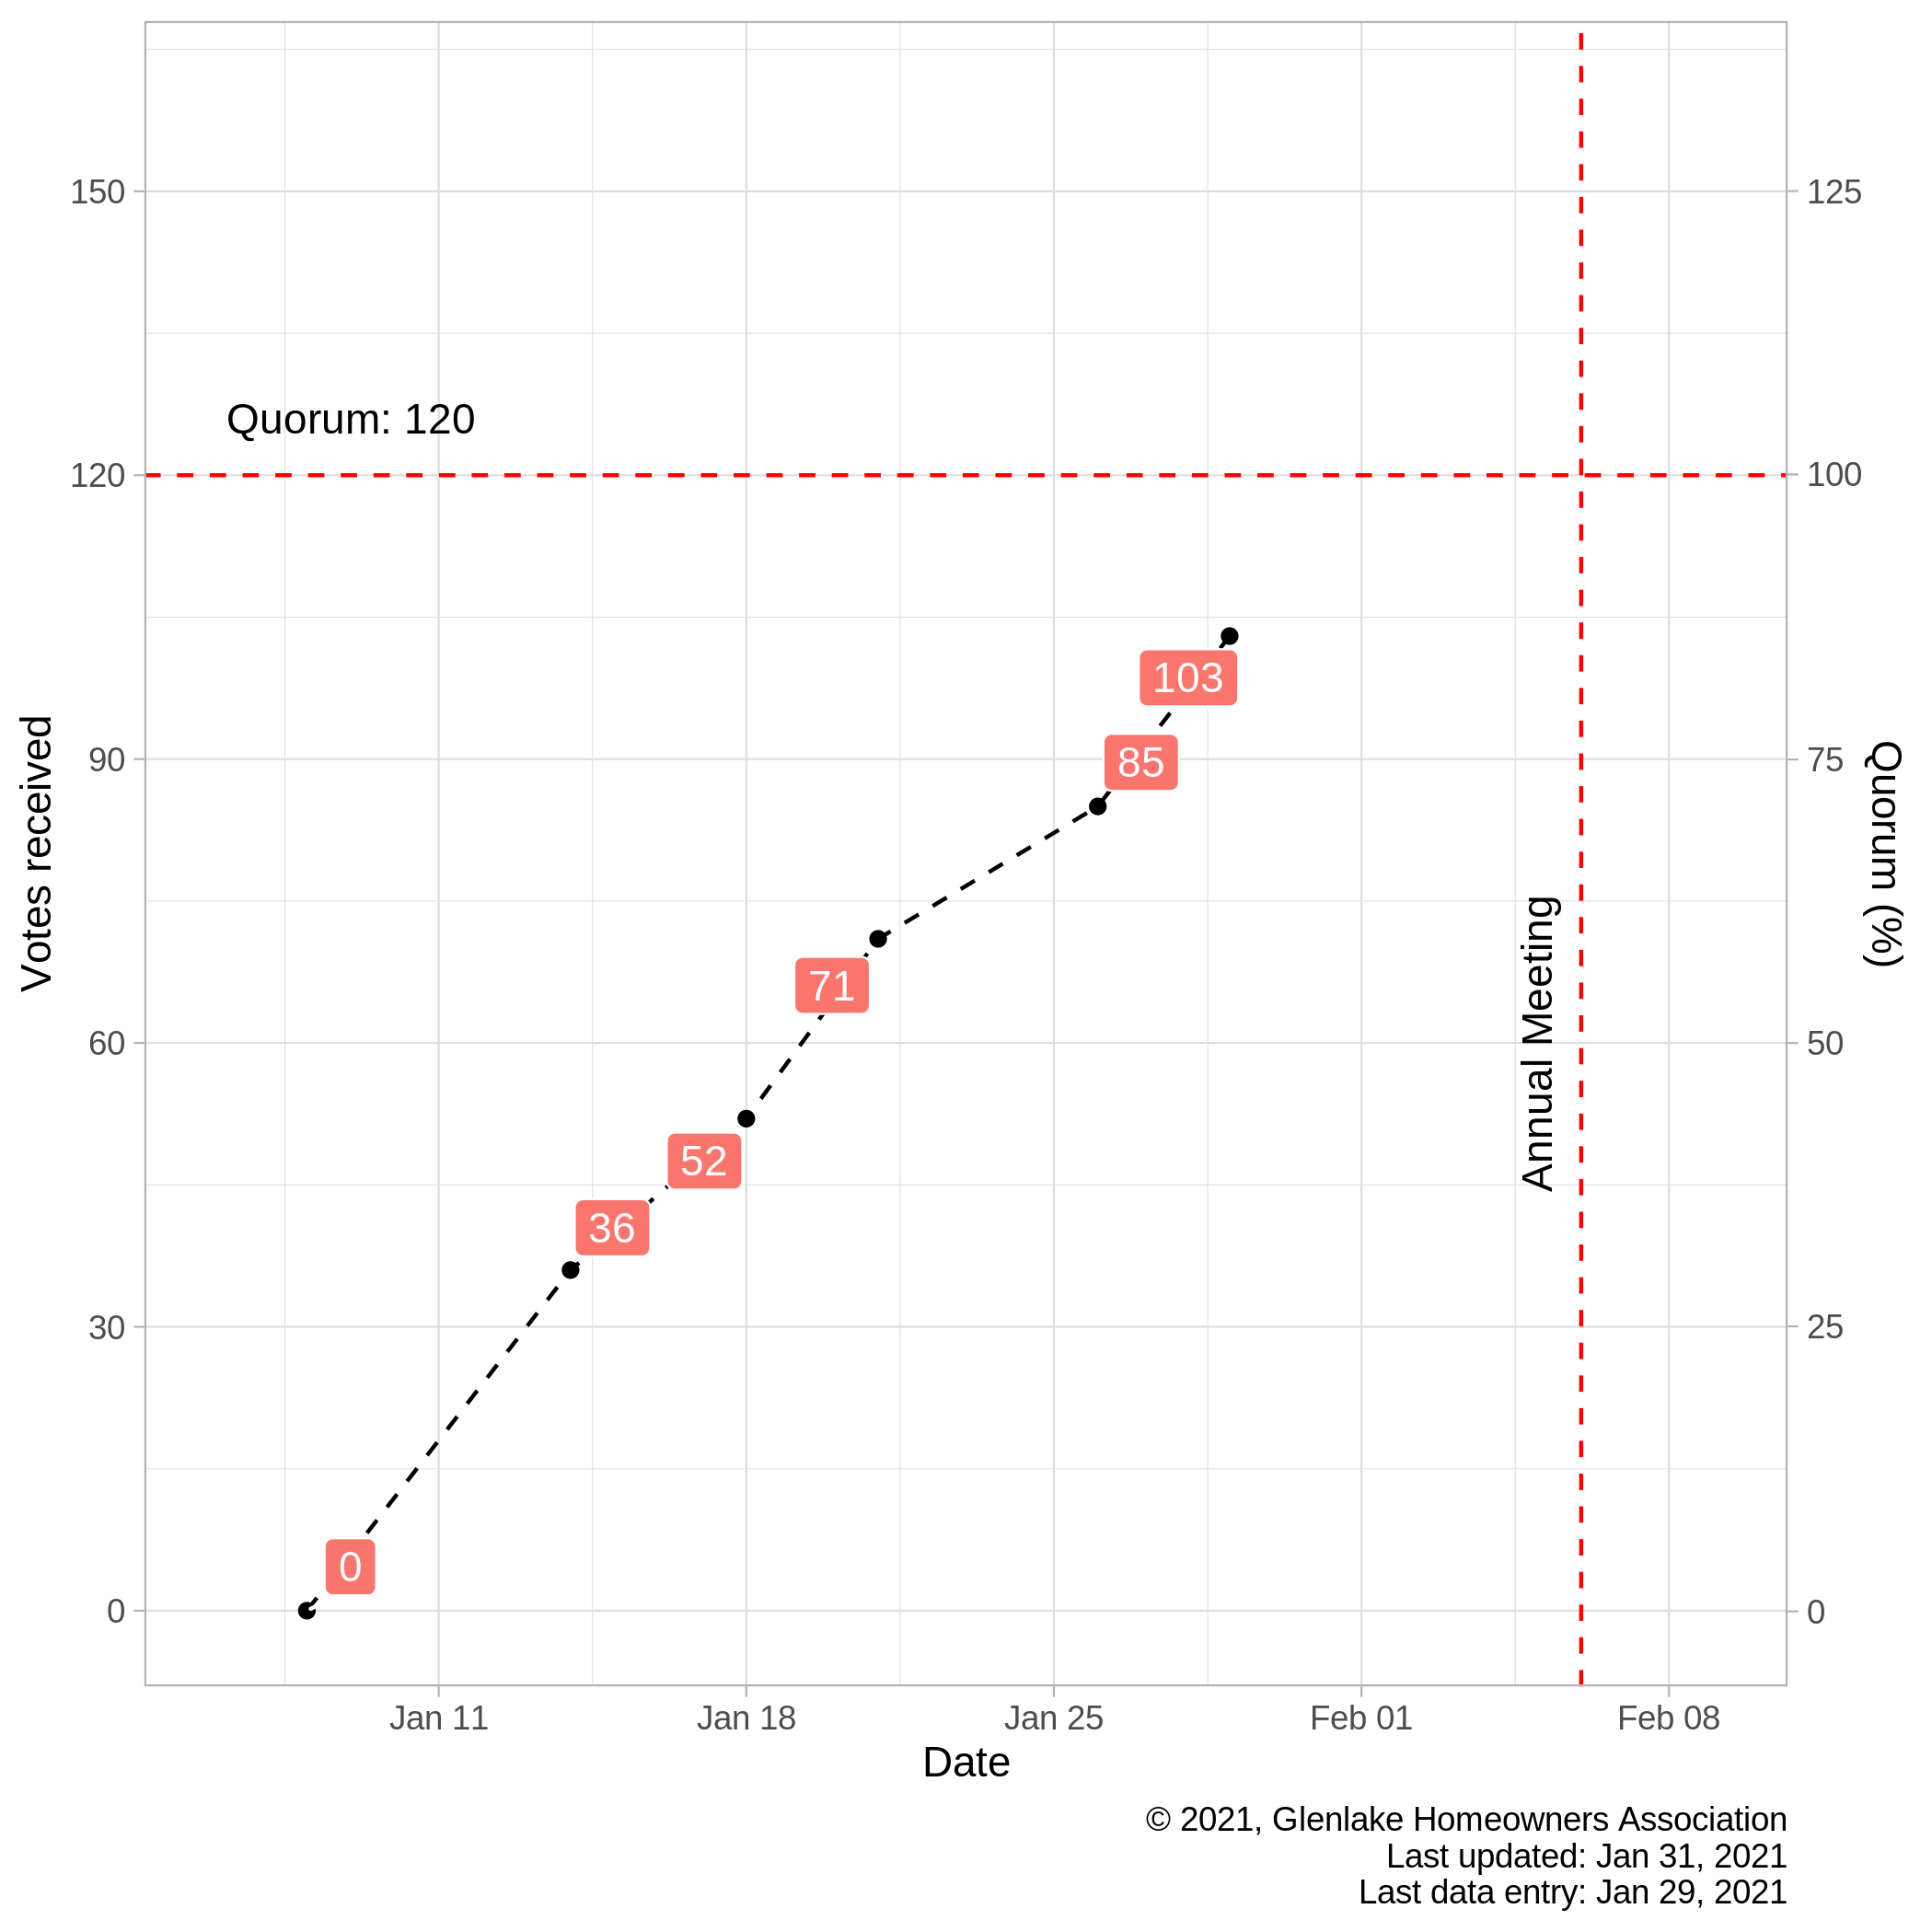 150
125
Quorum: 120
120
100
103
90
85
75
Votes received
Quorum (%)
71
Annual Meeting
60
50
52
36
30
25
0
0
0
Jan 11
Jan 18
Jan 25
Feb 01
Feb 08
Date
© 2021, Glenlake Homeowners Association
Last updated: Jan 31, 2021
Last data entry: Jan 29, 2021